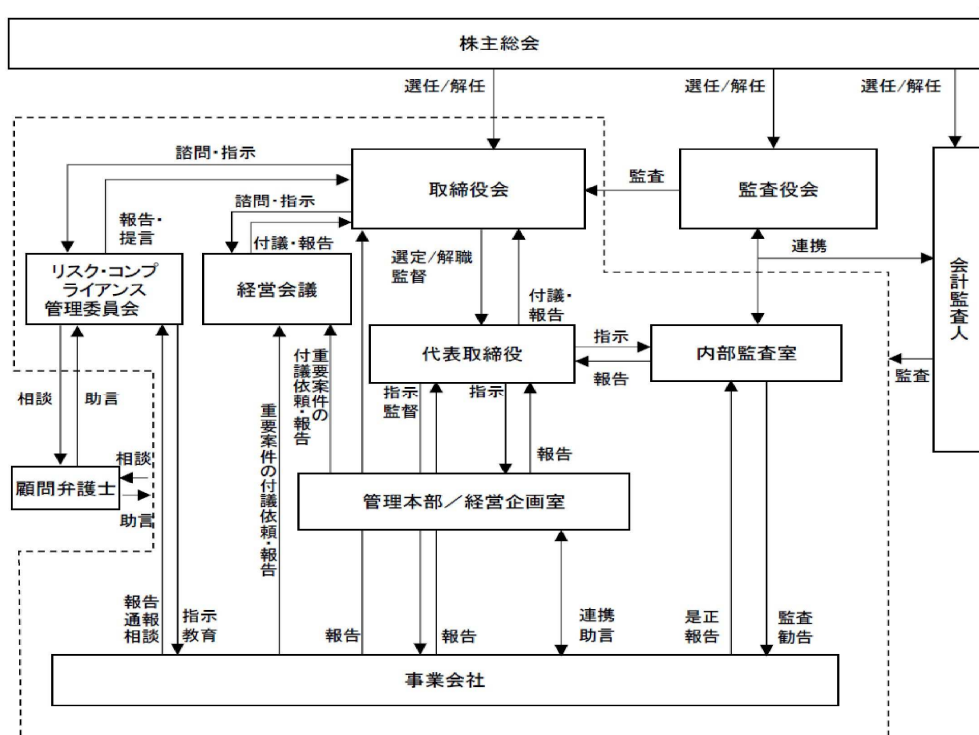 株主総会
選任/解任
選任/解任
選任/解任
諮問・指示
取締役会
監査
監査役会
諮問・指示
報告・
提言
付議・報告
選定/解職
監督
連携
会計監査人
リスク・コンプ
ライアンス
管理委員会
経営会議
付議・
報告
代表取締役
指示
報告
内部監査室
監査
相談
助言
重要案件の
付議依頼・報告
重要案件の付議依頼・報告
指示
監督
指示
報告
相談
顧問弁護士
助言
管理本部／経営企画室
報告
通報
相談
指示
教育
報告
報告
連携
助言
是正
報告
監査
勧告
事業会社